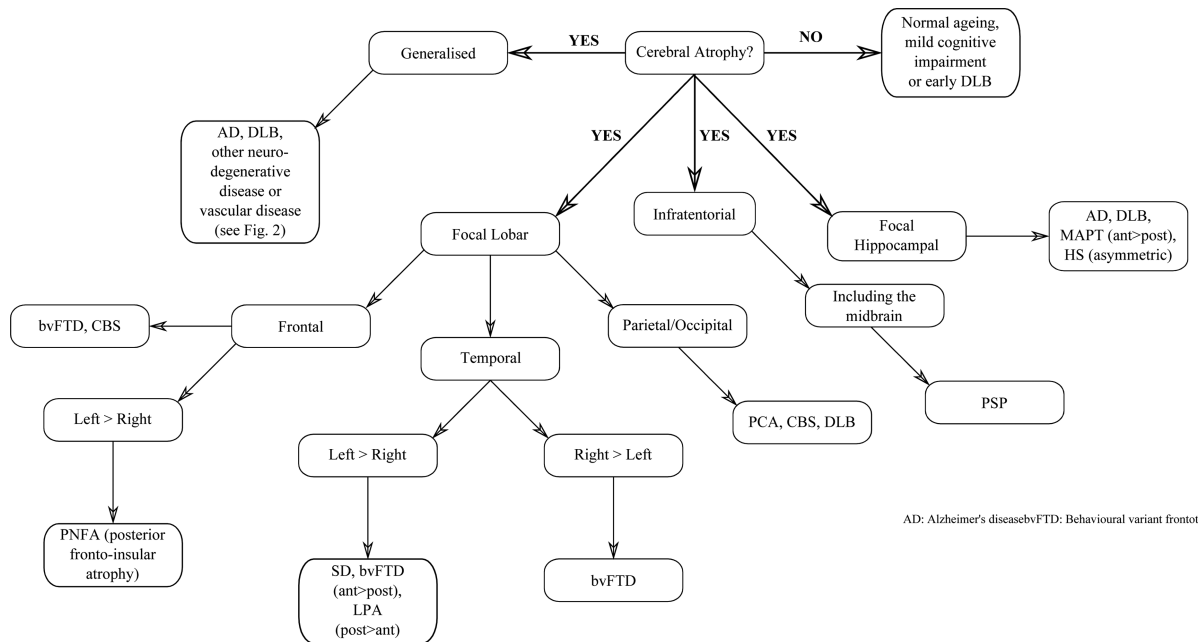 Cerebral Atrophy?
YES
NO
Generalised
Normal ageing,
mild cognitive
impairment
or early DLB
AD, DLB,
other neuro-
degenerative
disease or
vascular disease
(see Fig. 2)
YES
YES
YES
Focal Lobar
Infratentorial
Focal
Hippocampal
AD, DLB,
MAPT (ant>post),
HS (asymmetric)
bvFTD, CBS
Frontal
Temporal
Parietal/Occipital
Including the
midbrain
Left > Right
Left > Right
Right > Left
PCA, CBS, DLB
PSP
PNFA (posterior
fronto-insular
atrophy)
SD, bvFTD
(ant>post),
LPA
(post>ant)
bvFTD
AD: Alzheimer's diseasebvFTD: Behavioural variant